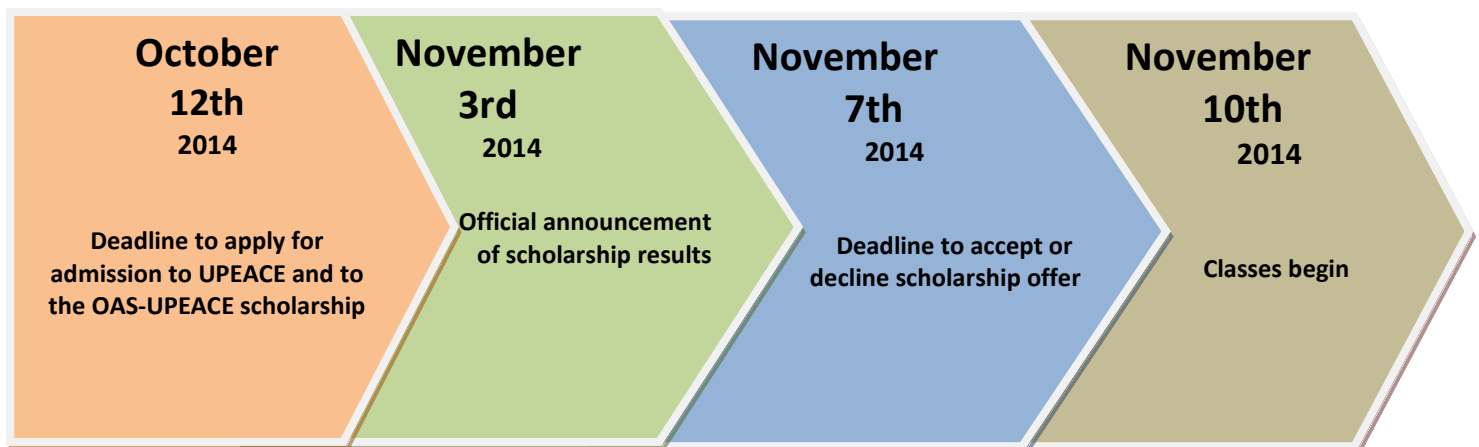 October
12th
2014
Deadline to apply for
admission to UPEACE and to
the OAS-UPEACE scholarship
November
3rd
2014
Official announcement
of scholarship results
November
7th
2014
Deadline to accept or
decline scholarship offer
November
10th
2014
Classes begin